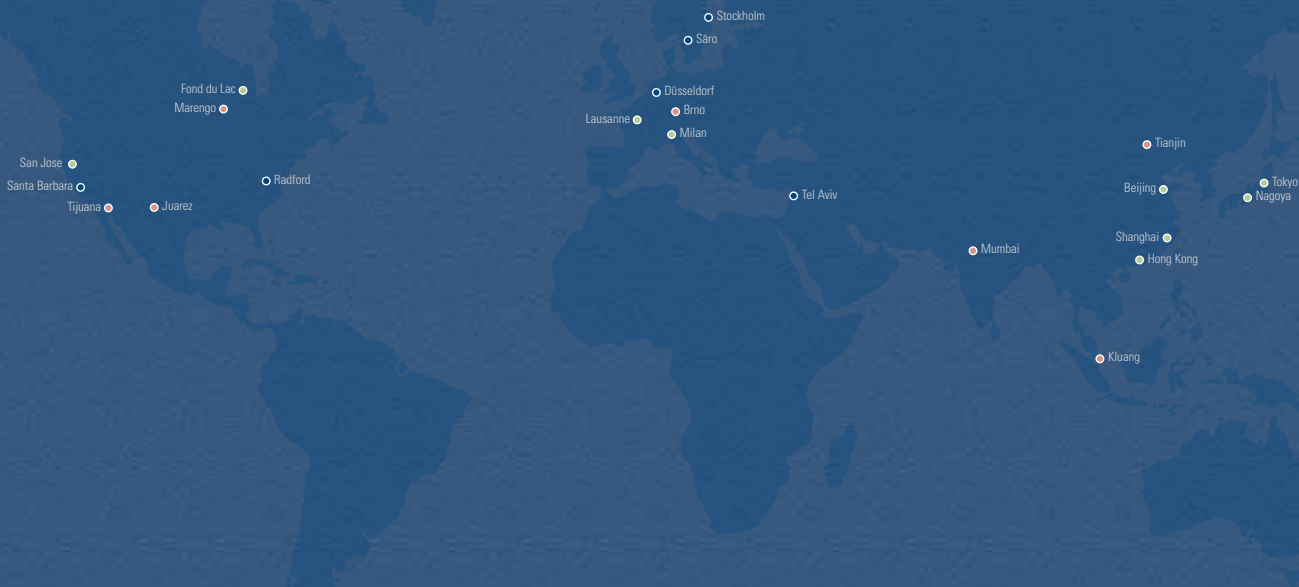 Stockholm
Säro
Fond du Lac
Düsseldorf
Marengo
Brno
Lausanne
Milan
Tianjin
San Jose
Radford
Tokyo
Santa Barbara
Beijing
Tel Aviv
Nagoya
Tijuana
Juarez
Shanghai
Mumbai
Hong Kong
Kluang